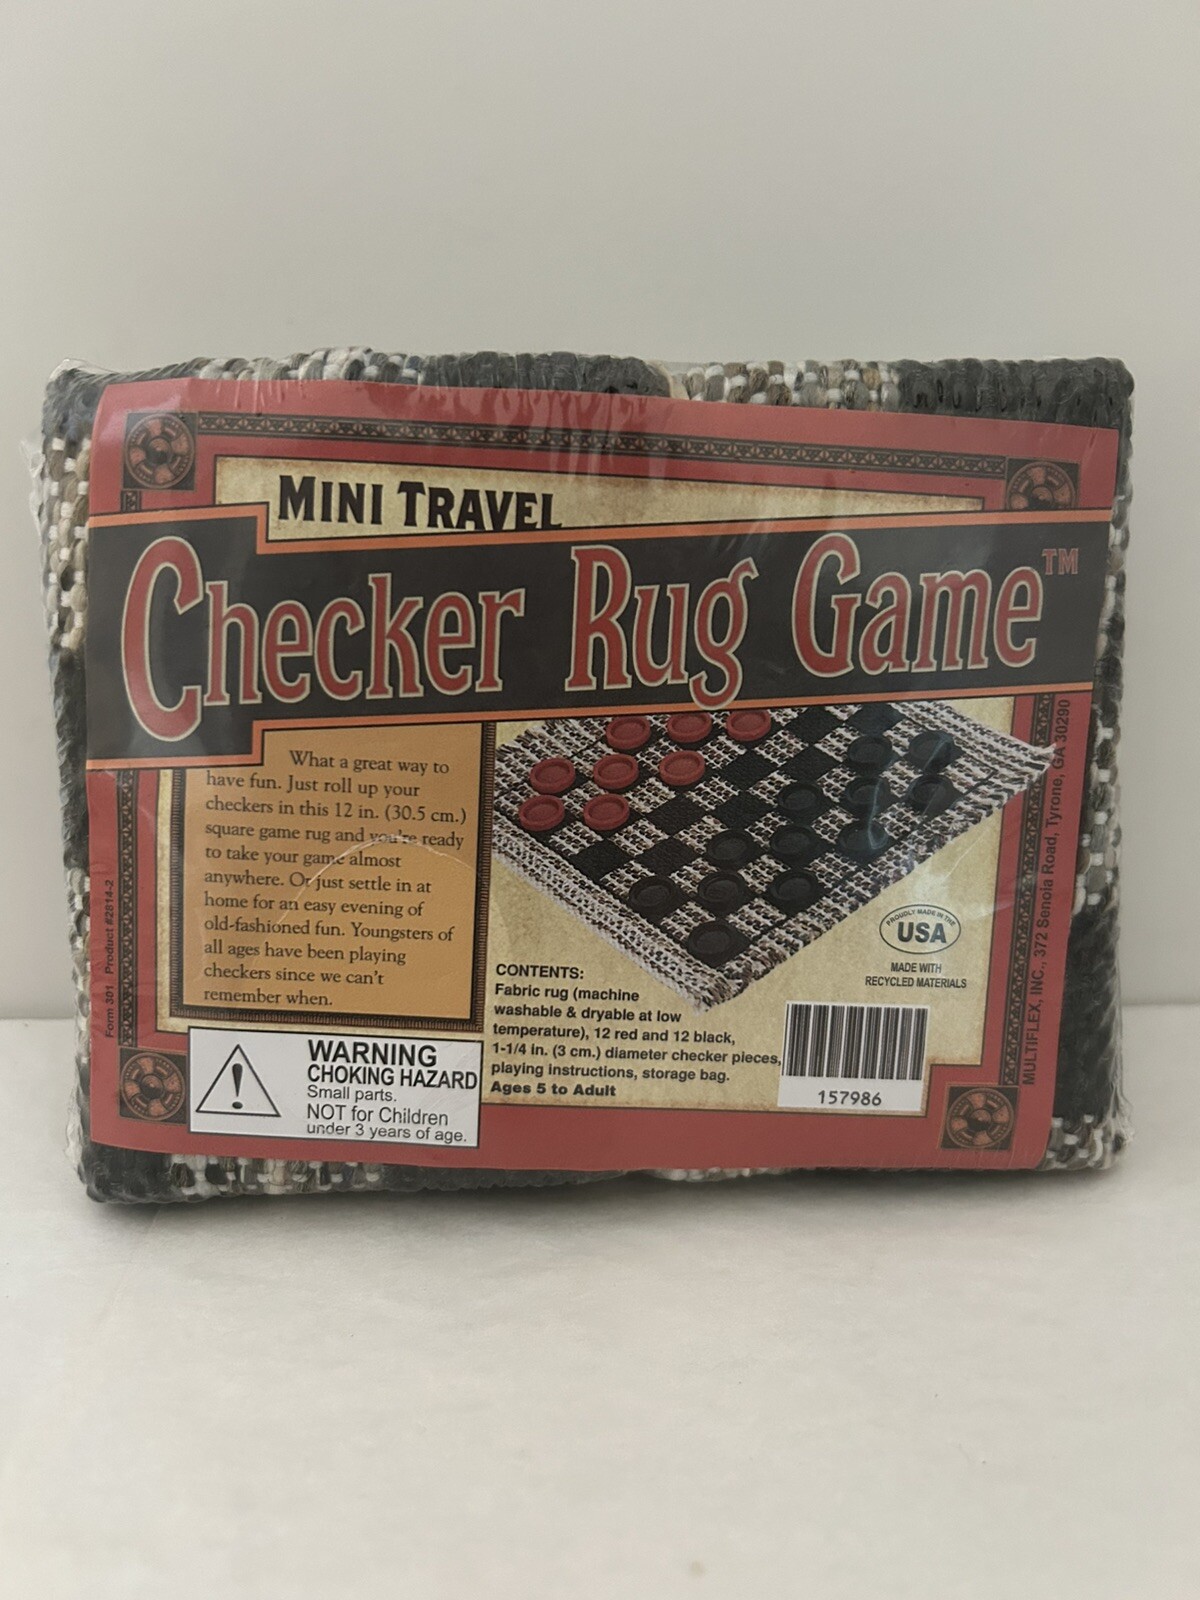 MINI TRAVEL
Checker Rug Game™
What a great way to
have fun. Just roll up your
checkers in this 12 in. (30.5 cm.)
square game rug and you're ready
to take your game almost
anywhere. Or just settle in at
home for an easy evening of
old-fashioned fun. Youngsters of
all ages have been playing
checkers since we can't
remember when.
Form 301 Product #2814-2
WARNING
CHOKING HAZARD
Small parts.
NOT for Children
under 3 years of age.
CONTENTS:
Fabric rug (machine
washable & dryable at low
temperature), 12 red and 12 black,
1-1/4 in. (3 cm.) diameter checker pieces,
playing instructions, storage bag.
Ages 5 to Adult
PROUDLY MADE IN THE
USA
MADE WITH
RECYCLED MATERIALS
157986
MULTIFLEX, INC., 372 Senoia Road, Tyrone, GA 30290